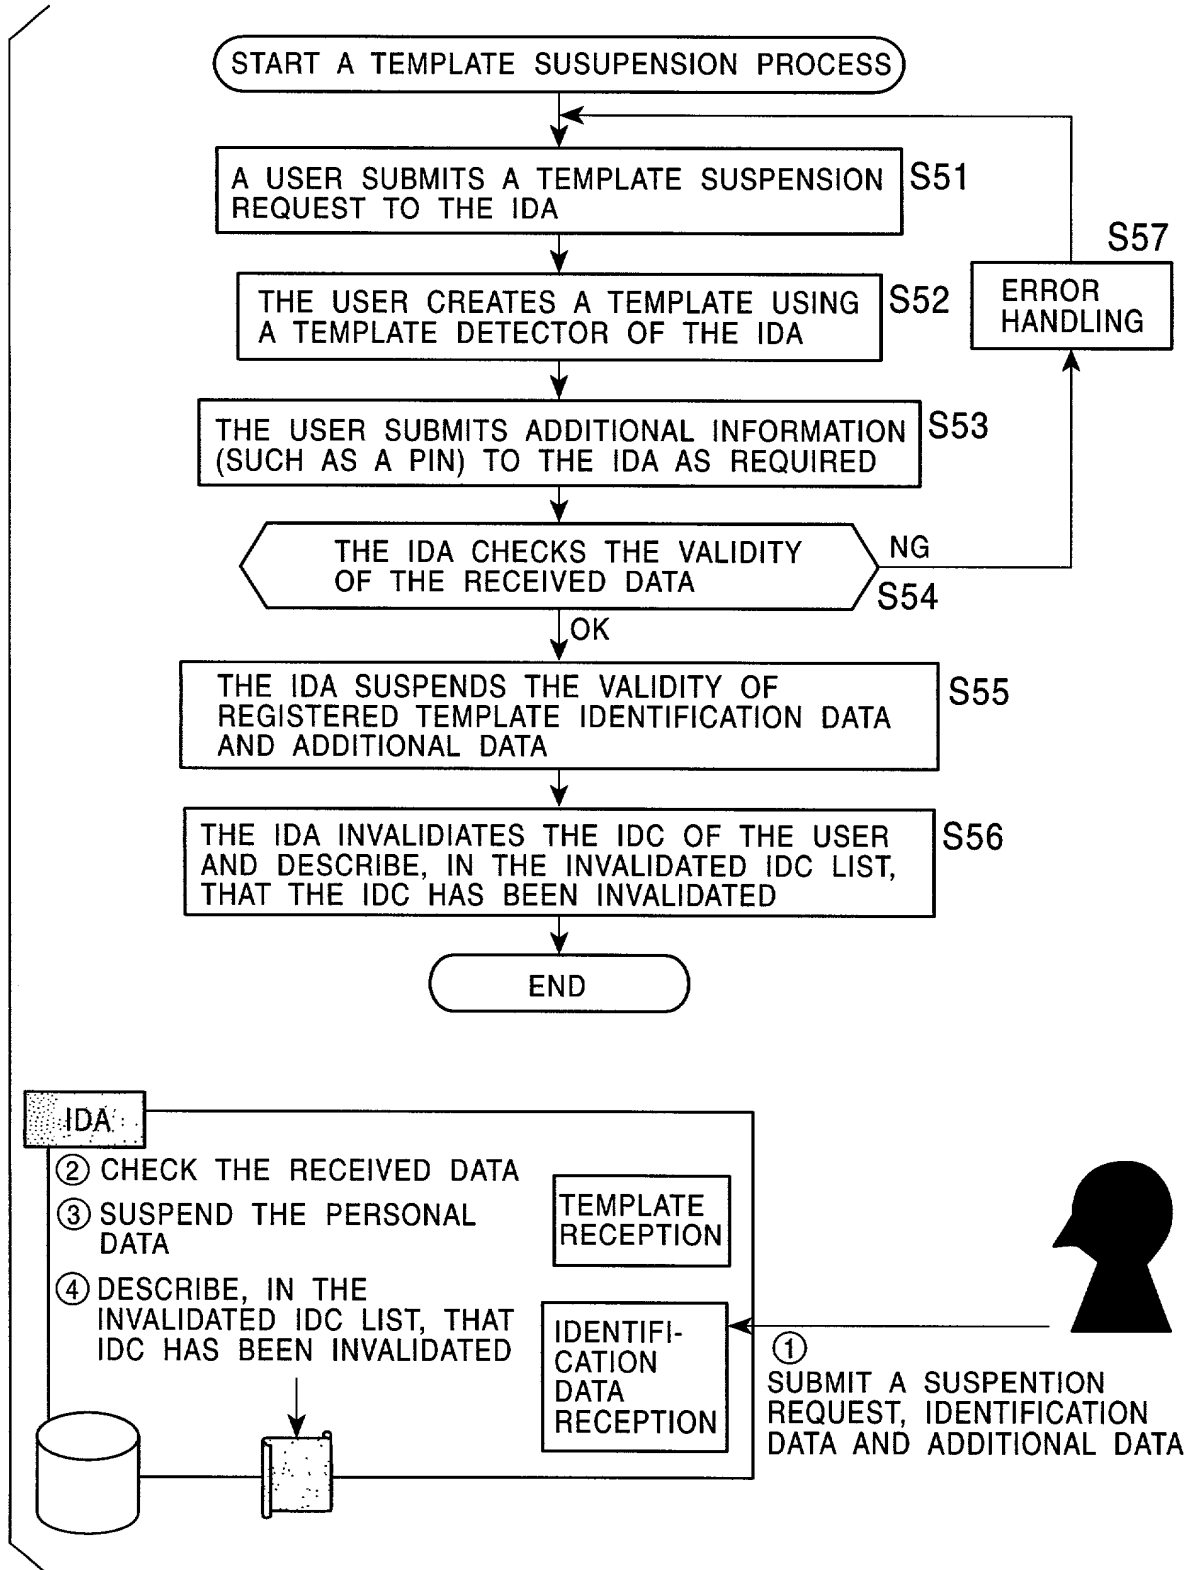 START A TEMPLATE SUSUPENSION PROCESS
A USER SUBMITS A TEMPLATE SUSPENSION
REQUEST TO THE IDA
S51
S57
ERROR
HANDLING
THE USER CREATES A TEMPLATE USING
A TEMPLATE DETECTOR OF THE IDA
S52
THE USER SUBMITS ADDITIONAL INFORMATION
(SUCH AS A PIN) TO THE IDA AS REQUIRED
S53
THE IDA CHECKS THE VALIDITY
OF THE RECEIVED DATA
NG
S54
OK
THE IDA SUSPENDS THE VALIDITY OF
REGISTERED TEMPLATE IDENTIFICATION DATA
AND ADDITIONAL DATA
S55
THE IDA INVALIDIATES THE IDC OF THE USER
AND DESCRIBE, IN THE INVALIDATED IDC LIST,
THAT THE IDC HAS BEEN INVALIDATED
S56
END
IDA
② CHECK THE RECEIVED DATA
③ SUSPEND THE PERSONAL
DATA
④ DESCRIBE, IN THE
INVALIDATED IDC LIST, THAT
IDC HAS BEEN INVALIDATED
TEMPLATE
RECEPTION
IDENTIFI-
CATION
DATA
RECEPTION
①
SUBMIT A SUSPENTION
REQUEST, IDENTIFICATION
DATA AND ADDITIONAL DATA